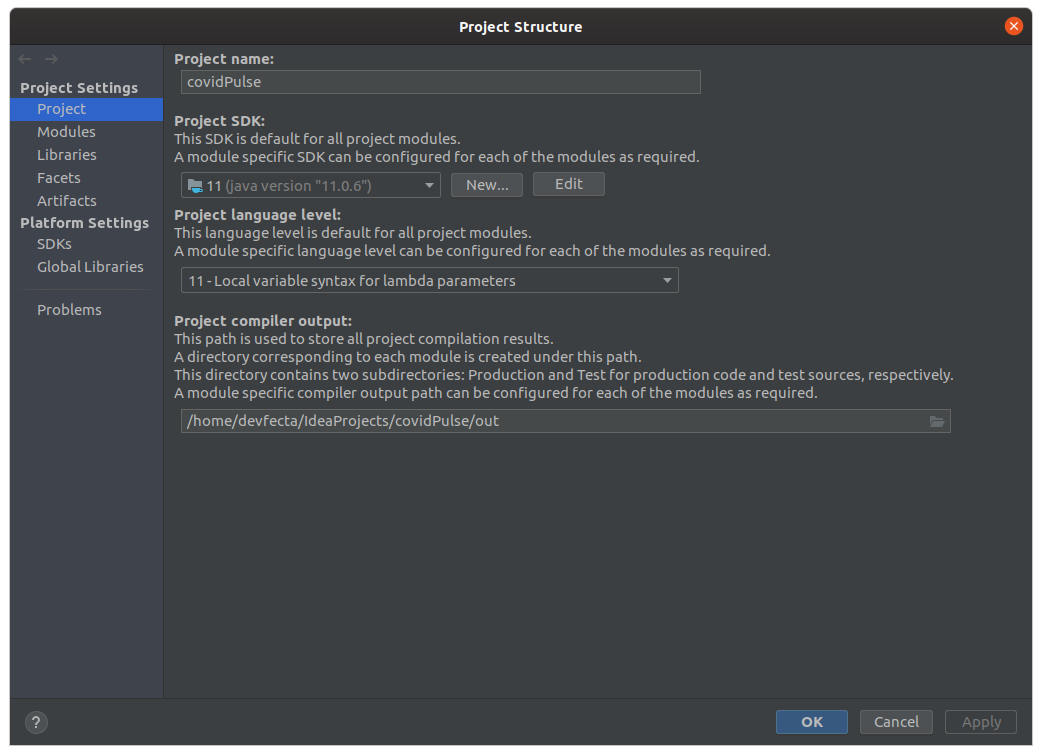 Project Structure
Project Settings
Project
Modules
Libraries
Facets
Artifacts
Platform Settings
SDKs
Global Libraries
Problems
Project name:
covidPulse
Project SDK:
This SDK is default for all project modules.
A module specific SDK can be configured for each of the modules as required.
11 (java version "11.0.6") New... Edit
Project language level:
This language level is default for all project modules.
A module specific language level can be configured for each of the modules as required.
11 - Local variable syntax for lambda parameters
Project compiler output:
This path is used to store all project compilation results.
A directory corresponding to each module is created under this path.
This directory contains two subdirectories: Production and Test for production code and test sources, respectively.
A module specific compiler output path can be configured for each of the modules as required.
/home/devfecta/IdeaProjects/covidPulse/out
? OK Cancel Apply